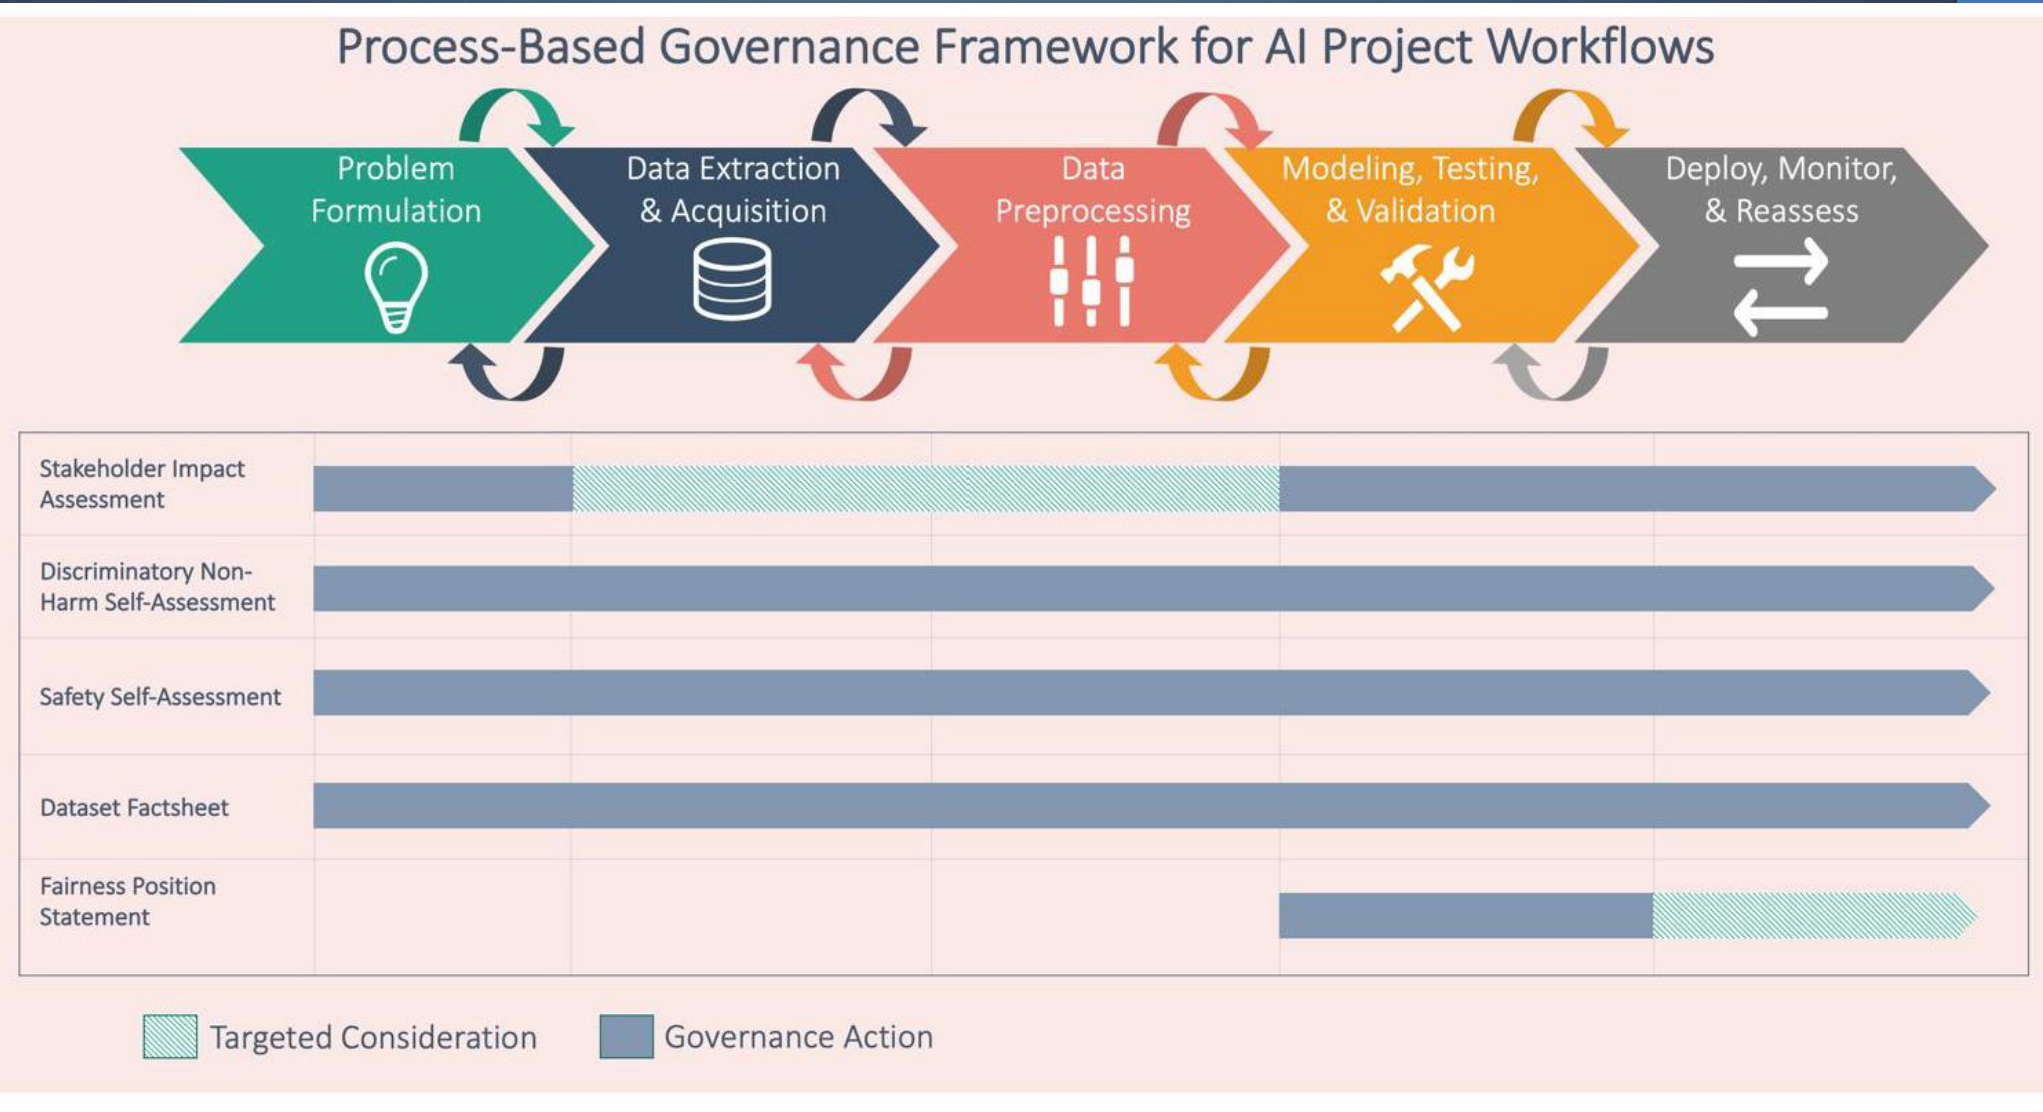 Process-Based Governance Framework for AI Project Workflows
Problem
Formulation
Data Extraction
& Acquisition
Data
Preprocessing
Modeling, Testing,
& Validation
Deploy, Monitor,
& Reassess
Stakeholder Impact
Assessment
Discriminatory Non-
Harm Self-Assessment
Safety Self-Assessment
Dataset Factsheet
Fairness Position
Statement
Targeted Consideration
Governance Action